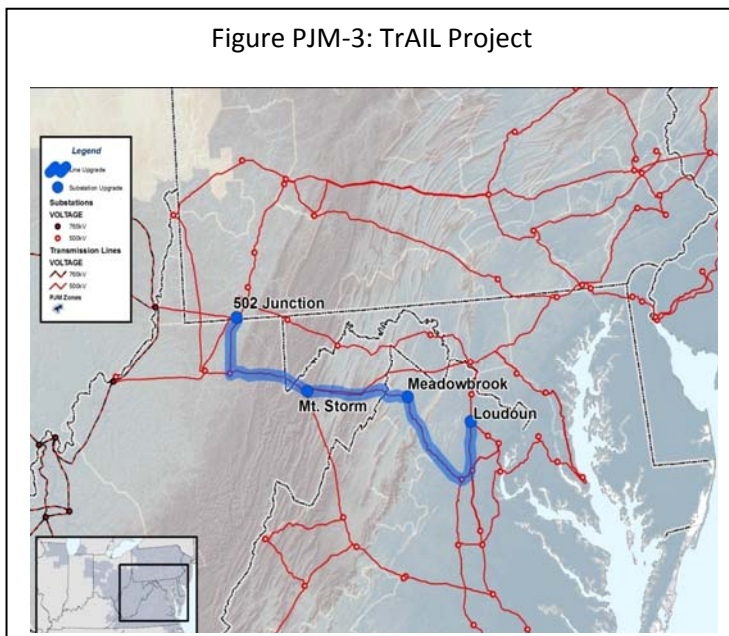 Figure PJM-3: TrAIL Project
Legend
Line Upgrade
Substation Upgrade
Substations
VOLTAGE
765kV
500kV
Transmission Lines
VOLTAGE
765kV
500kV
PJM Zones
502 Junction
Mt. Storm
Meadowbrook
Loudoun